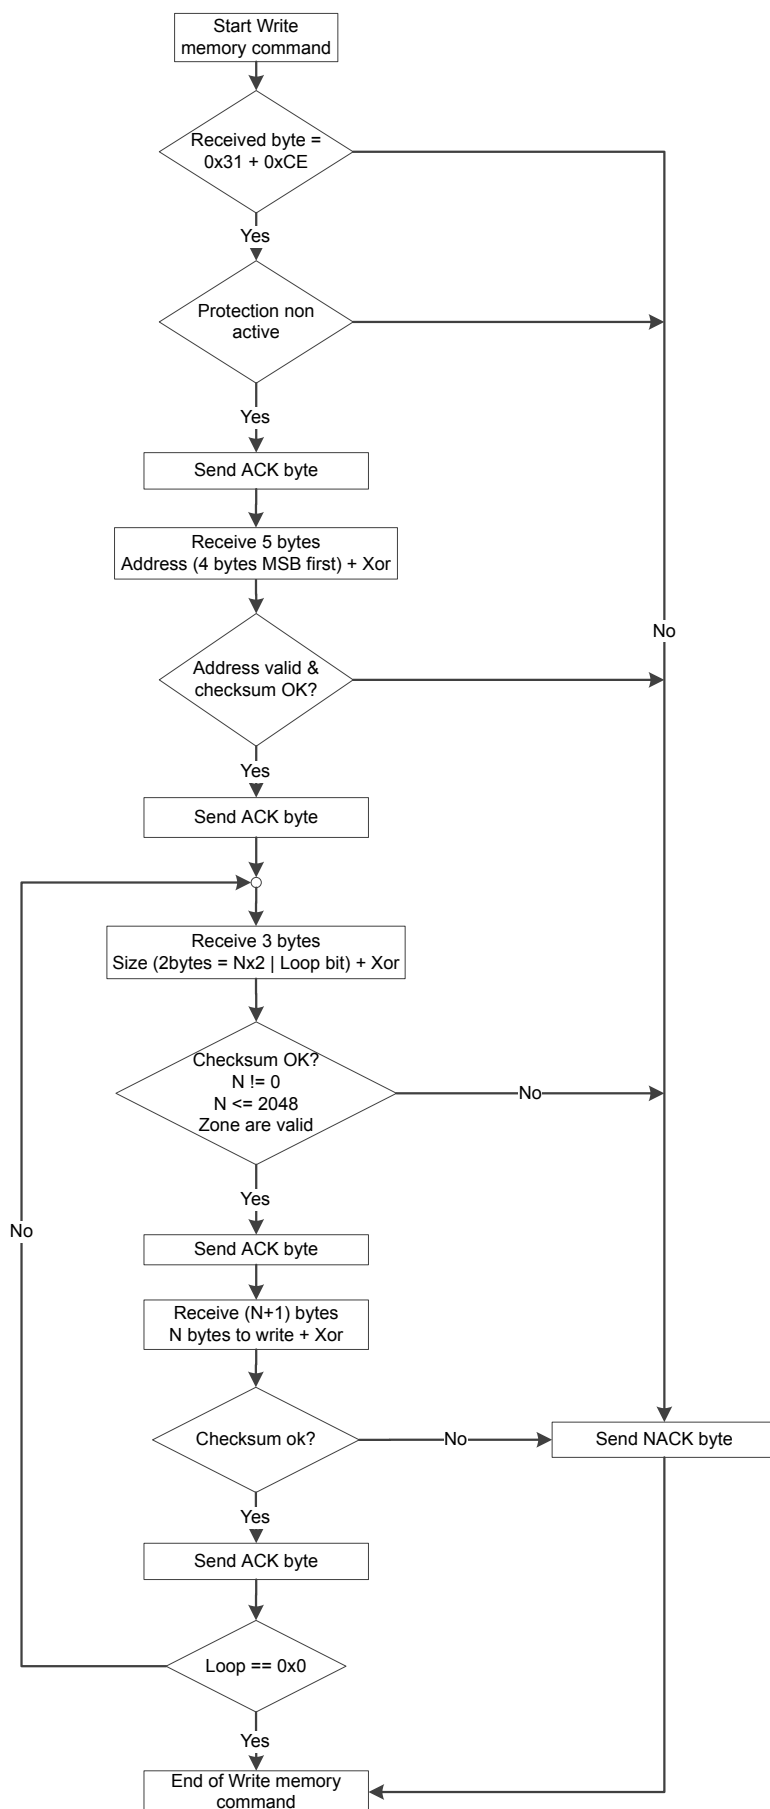 Start Write
memory command
Received byte =
0x31 + 0xCE
Yes
Protection non
active
Yes
Send ACK byte
Receive 5 bytes
Address (4 bytes MSB first) + Xor
No
Address valid &
checksum OK?
Yes
Send ACK byte
Receive 3 bytes
Size (2bytes = Nx2 | Loop bit) + Xor
Checksum OK?
N != 0
N <= 2048
Zone are valid
No
Yes
No
Send ACK byte
Receive (N+1) bytes
N bytes to write + Xor
Checksum ok?
No
Send NACK byte
Yes
Send ACK byte
Loop == 0x0
Yes
End of Write memory
command